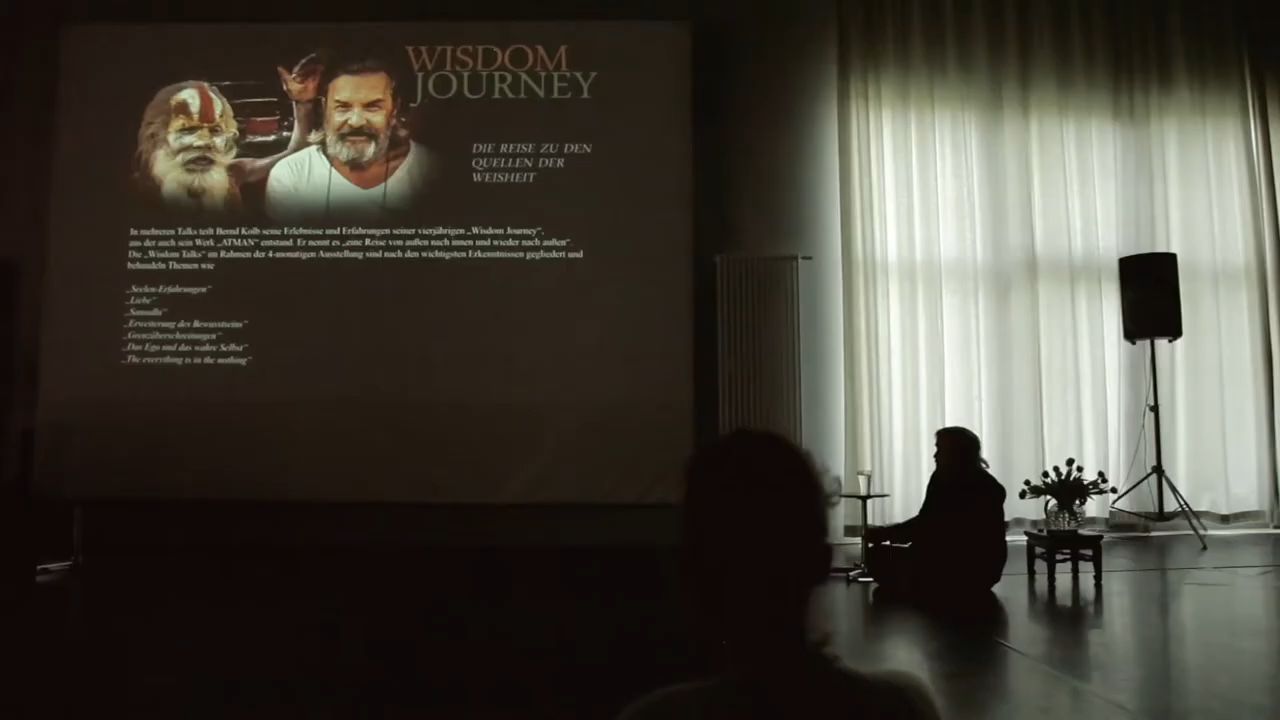 WISDOM
JOURNEY
DIE REISE ZU DEN
QUELLEN DER
WEISHEIT
In mehreren Talks teilt Bernd Kolb seine Erlebnisse und Erfahrungen seiner vierjährigen „Wisdom Journey“,
aus der auch sein Werk „ATMAN“ entstand. Er nennt es „eine Reise von außen nach innen und wieder nach außen“.
Die „Wisdom Talks“ im Rahmen der 4-monatigen Ausstellung sind nach den wichtigsten Erkenntnissen gegliedert und
behandeln Themen wie
„Seelen-Erfahrungen“
„Liebe“
„Samadhi“
„Erweiterung des Bewusstseins“
„Grenzüberschreitungen“
„Das Ego und das wahre Selbst“
„The everything is in the nothing“